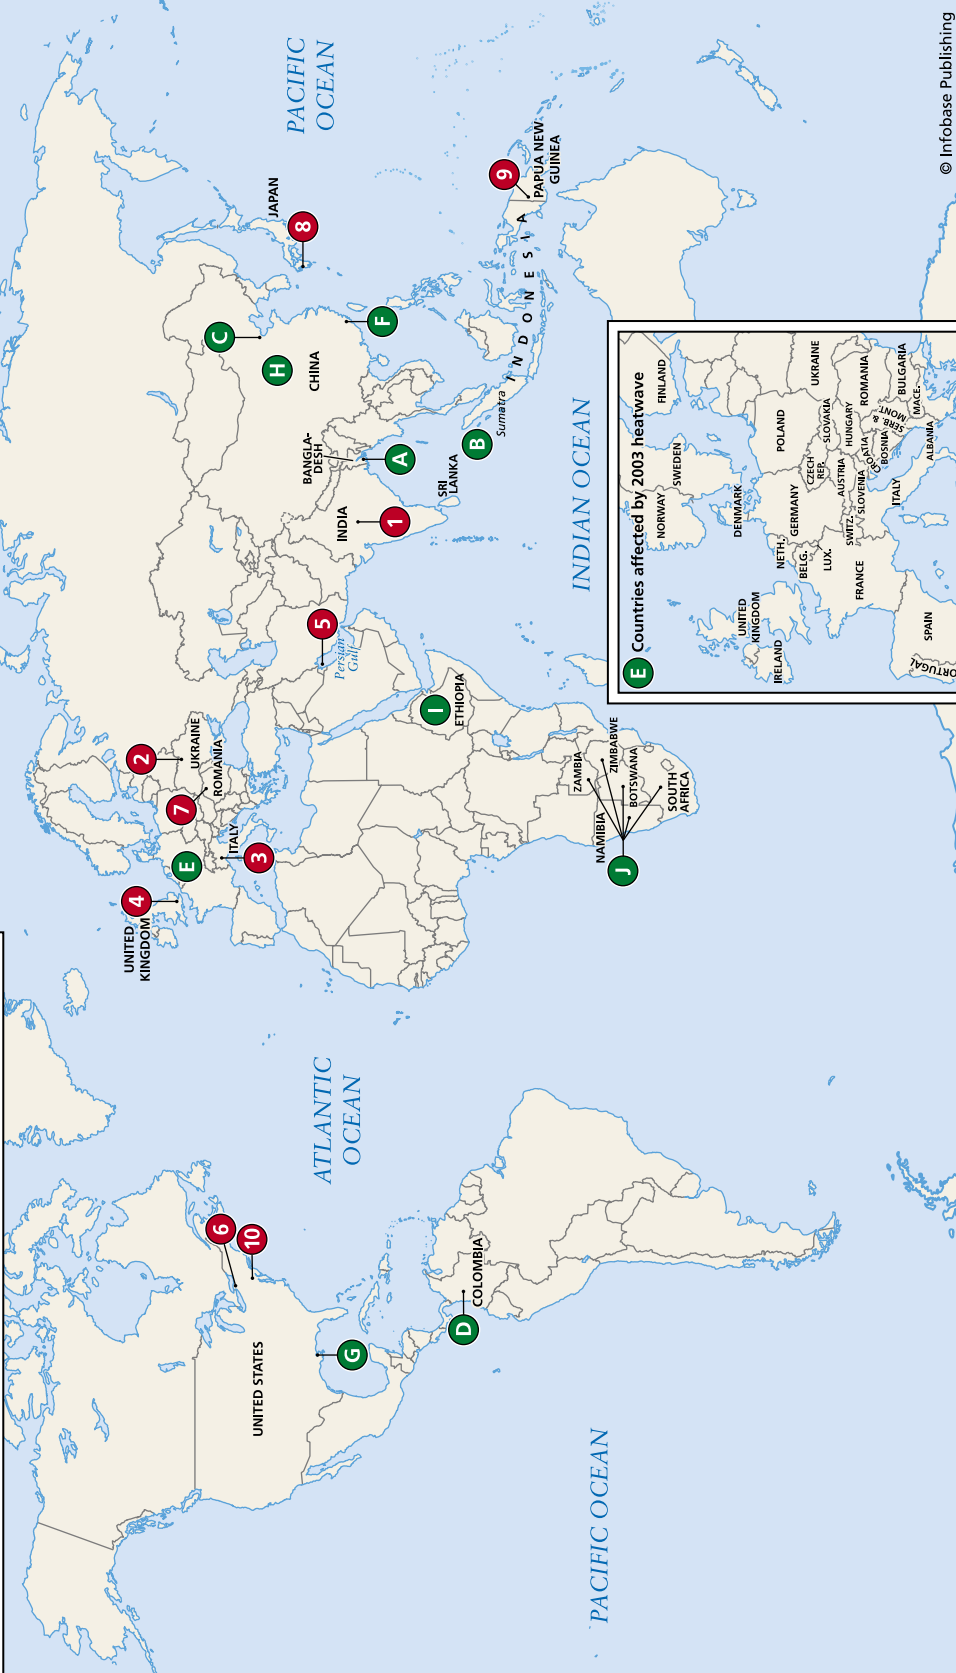 PACIFIC
OCEAN
ATLANTIC
OCEAN
PACIFIC OCEAN
INDIAN OCEAN
UNITED STATES
6
10
G
COLOMBIA
D
4
UNITED
KINGDOM
E
3
ITALY
7
ROMANIA
2
UKRAINE
5
Persian
Gulf
I
ETHIOPIA
J
NAMIBIA
ZAMBIA
ZIMBABWE
BOTSWANA
SOUTH
AFRICA
INDIA
1
BANGLA-
DESH
A
SRI
LANKA
B
Sumatra
INDONESIA
CHINA
H
C
F
JAPAN
8
9
PAPUA NEW
GUINEA
E Countries affected by 2003 heatwave
NORWAY
SWEDEN
FINLAND
DENMARK
UNITED
KINGDOM
IRELAND
NETH.
BELG.
LUX.
GERMANY
POLAND
CZECH
REP.
SLOVAKIA
UKRAINE
FRANCE
SWITZ.
AUSTRIA
HUNGARY
SLOVENIA
CROATIA
BOSNIA
SERB. &
MONT.
ROMANIA
BULGARIA
MACE.
ALBANIA
ITALY
SPAIN
PORTUGAL
© Infobase Publishing